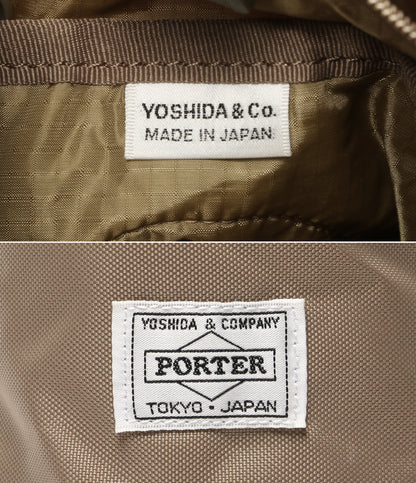 YOSHIDA & Co.
MADE IN JAPAN
YOSHIDA & COMPANY
PORTER
TOKYO・JAPAN